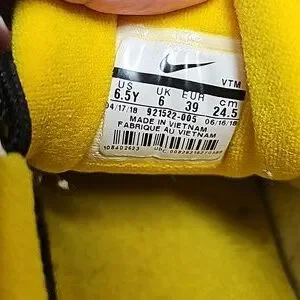 VTM
US UK EUR cm
6.5Y 6 39 24.5
04/17/18 921522-005 06/16/18
MADE IN VIETNAM
FABRIQUE AU VIETNAM